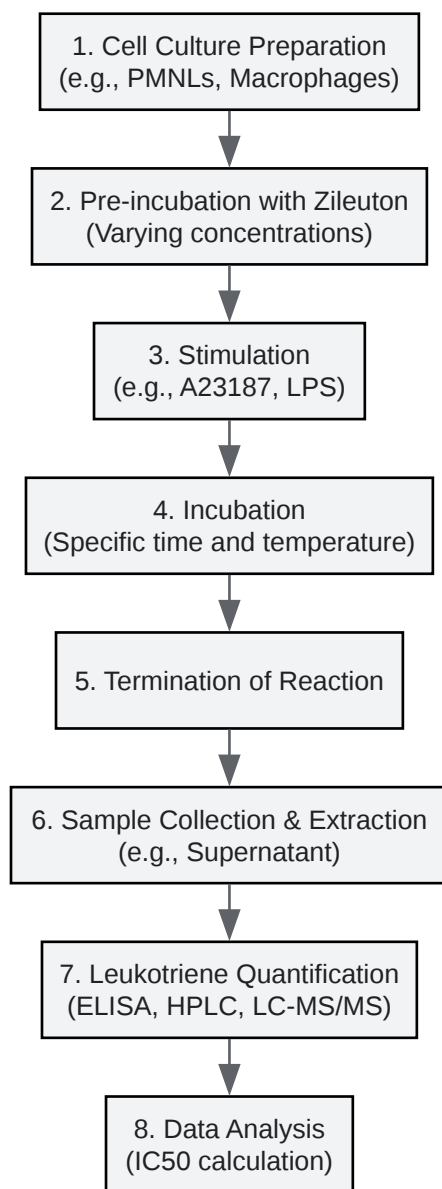 1. Cell Culture Preparation
(e.g., PMNLs, Macrophages)
2. Pre-incubation with Zileuton
(Varying concentrations)
3. Stimulation
(e.g., A23187, LPS)
4. Incubation
(Specific time and temperature)
5. Termination of Reaction
6. Sample Collection & Extraction
(e.g., Supernatant)
7. Leukotriene Quantification
(ELISA, HPLC, LC-MS/MS)
8. Data Analysis
(IC50 calculation)